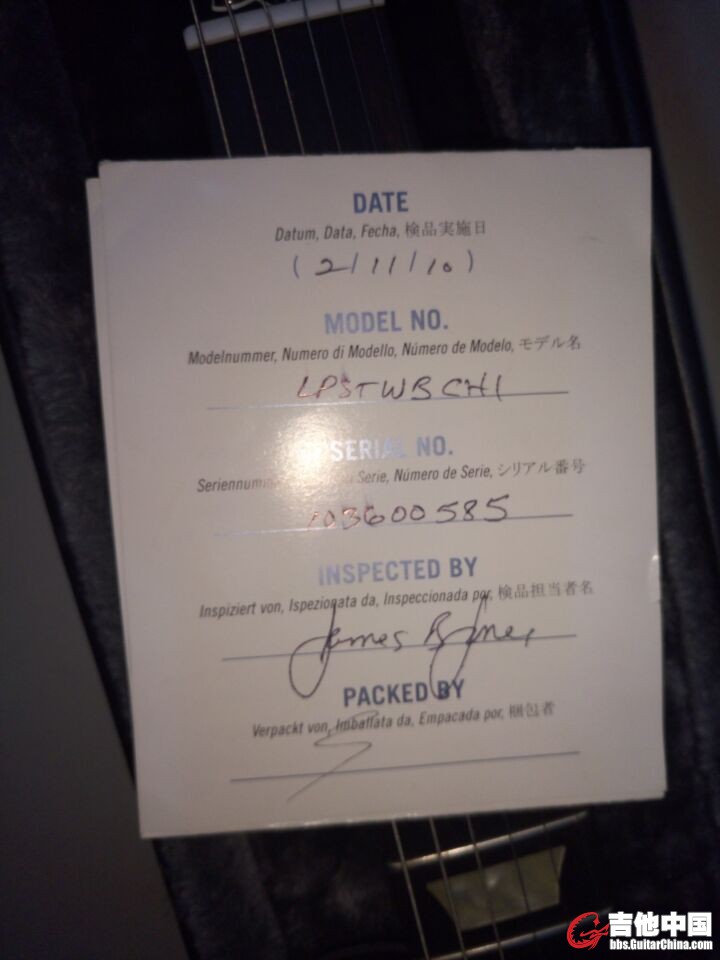 DATE
Datum, Data, Fecha, 検品実施日
(2/11/10)
MODEL NO.
Modelnummer, Numero di Modello, Número de Modelo, モデル名
LPSTWBCH1
SERIAL NO.
Serie, Número de Serie, シリアル番号
103600585
INSPECTED BY
Inspiziert von, Ispezionata da, Inspeccionada por, 検品担当者名
James
PACKED BY
Verpackt von, Imballata da, Empacada por, 梱包者
吉他中国
bbs.GuitarChina.com